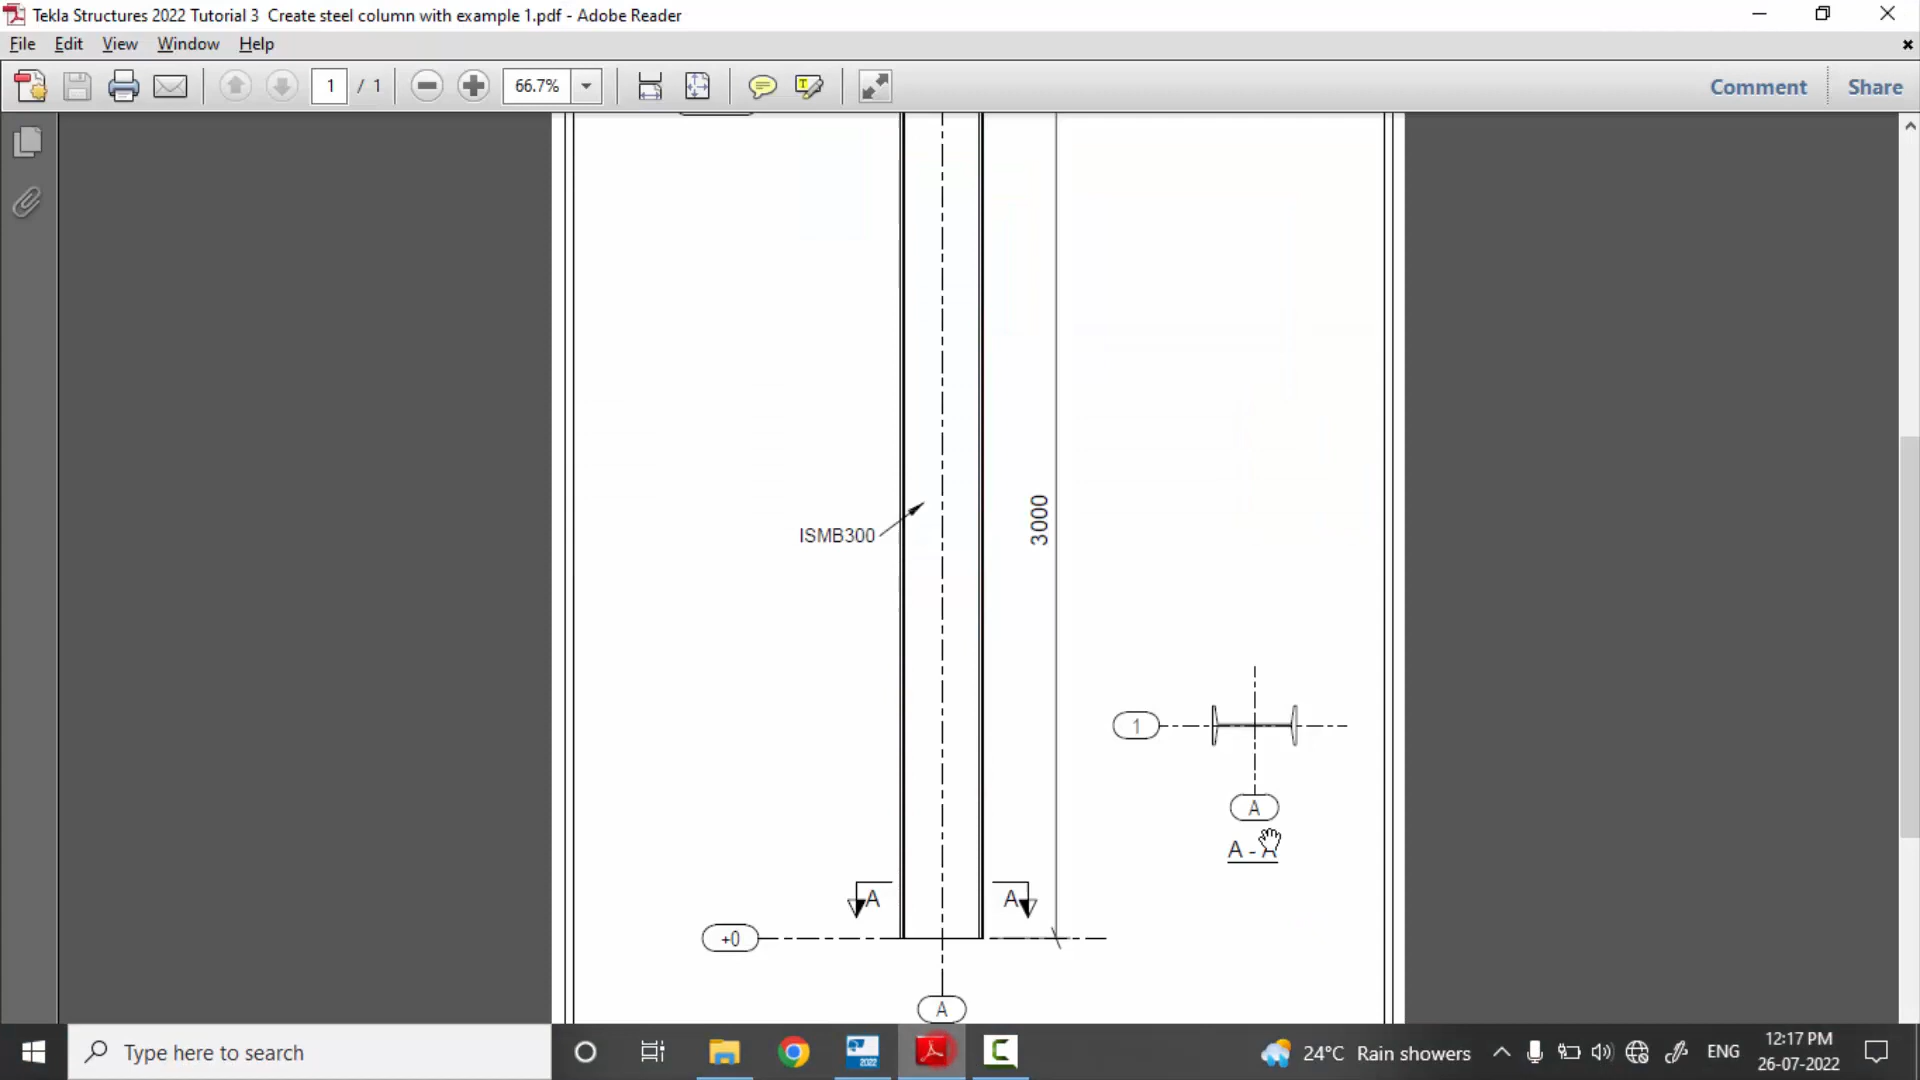 Tekla Structures 2022 Tutorial 3 Create steel column with example 1.pdf - Adobe Reader
File Edit View Window Help
1 / 1 66.7% Comment Share
ISMB300
3000
1
A
A - A
A A
+0
A
Type here to search
2022
24°C Rain showers
ENG
12:17 PM
26-07-2022